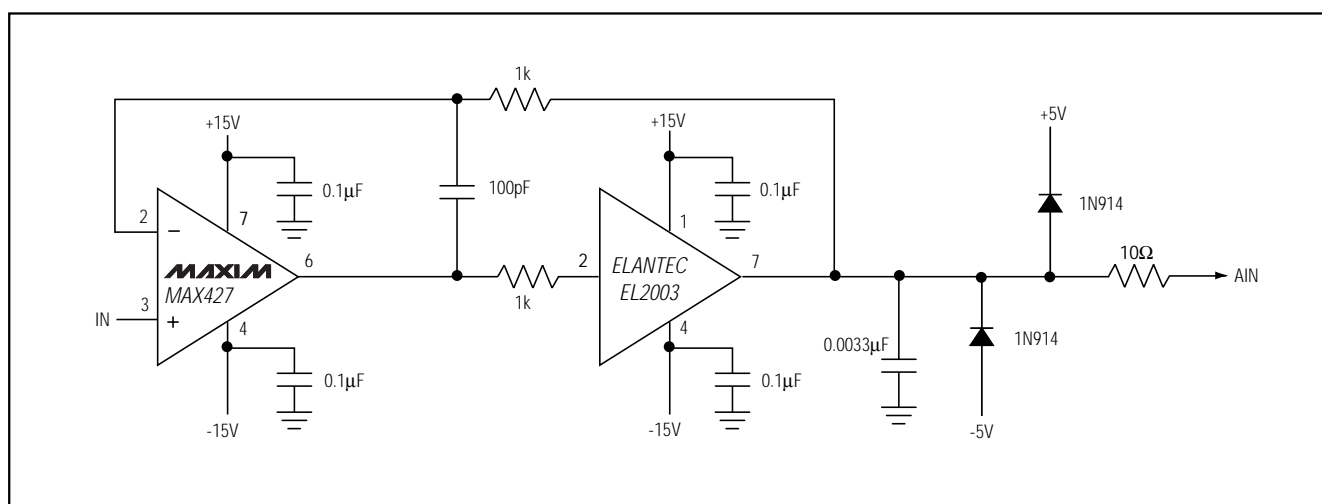 1k
+15V
0.1µF
2
−
7
MAXIM
MAX427
6
3
+
IN
4
0.1µF
-15V
100pF
1k
+15V
0.1µF
1
2
ELANTEC
EL2003
7
4
0.1µF
-15V
0.0033µF
+5V
1N914
10Ω
AIN
1N914
-5V